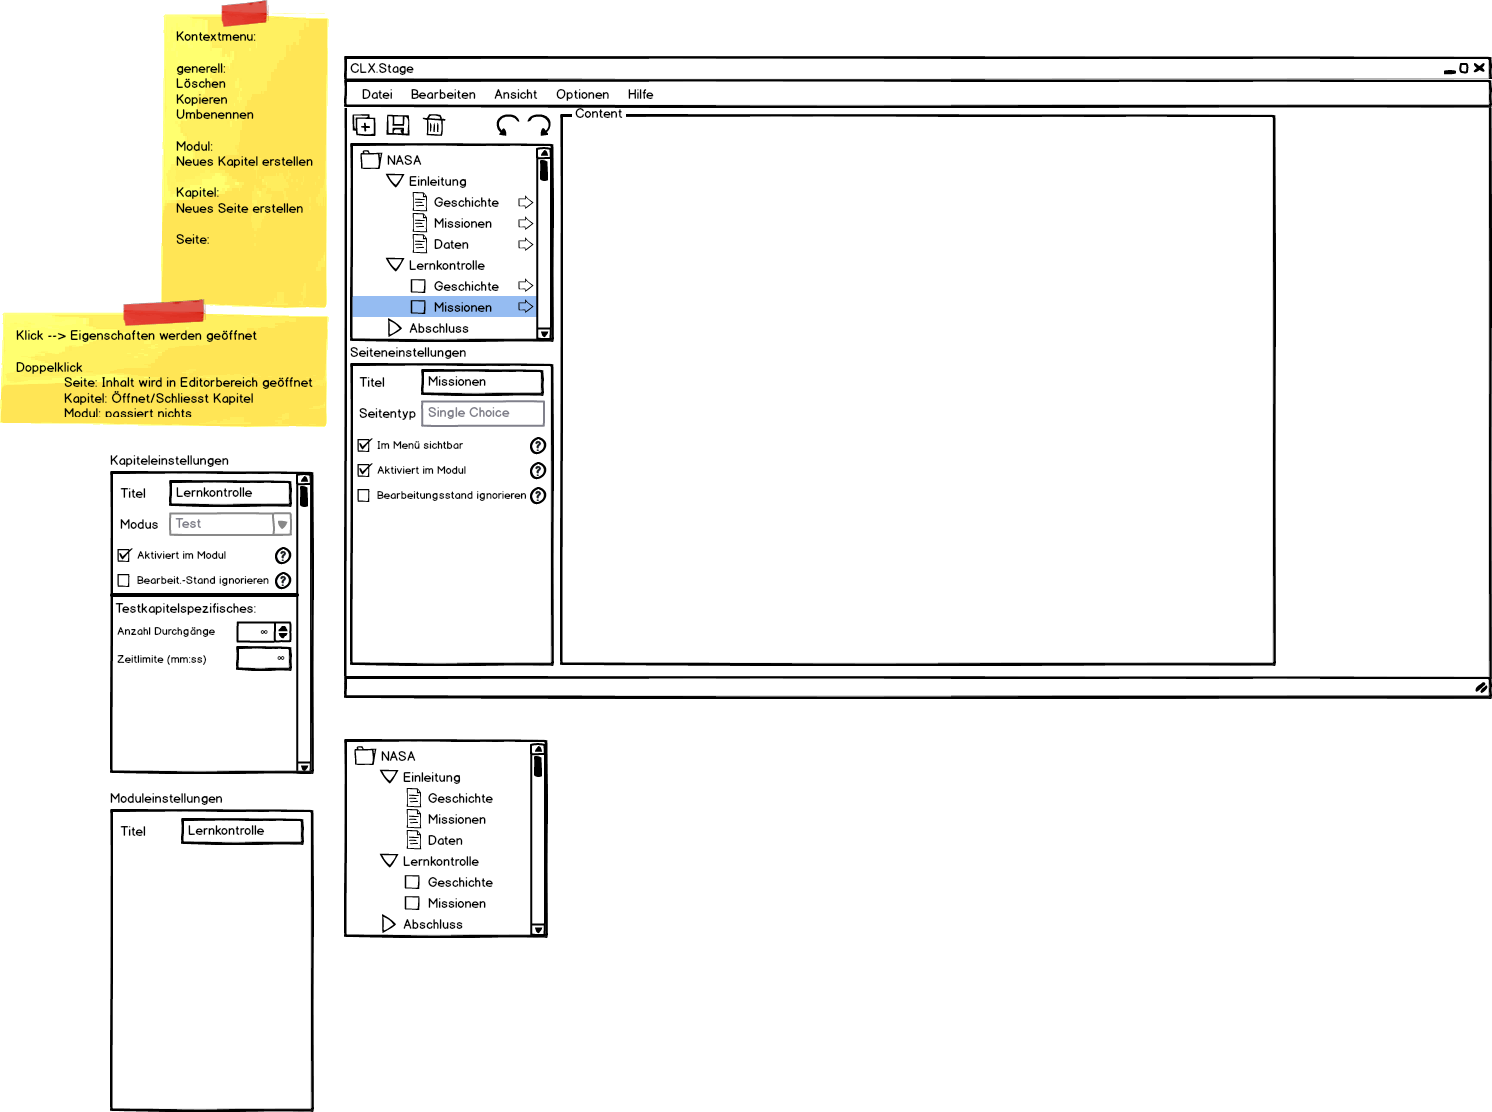 Kontextmenu:
generell:
Löschen
Kopieren
Umbenennen
Modul:
Neues Kapitel erstellen
Kapitel:
Neues Seite erstellen
Seite:
Klick --> Eigenschaften werden geöffnet
Doppelklick
Seite: Inhalt wird in Editorbereich geöffnet
Kapitel: Öffnet/Schliesst Kapitel
Modul: passiert nichts
CLX.Stage
Datei Bearbeiten Ansicht Optionen Hilfe
Content
NASA
Einleitung
Geschichte
Missionen
Daten
Lernkontrolle
Geschichte
Missionen
Abschluss
Seiteneinstellungen
Titel Missionen
Seitentyp Single Choice
Im Menü sichtbar ?
Aktiviert im Modul ?
Bearbeitungsstand ignorieren ?
Kapiteleinstellungen
Titel Lernkontrolle
Modus Test
Aktiviert im Modul ?
Bearbeit.-Stand ignorieren ?
Testkapitelspezifisches:
Anzahl Durchgänge ∞
Zeitlimite (mm:ss) ∞
Moduleinstellungen
Titel Lernkontrolle
NASA
Einleitung
Geschichte
Missionen
Daten
Lernkontrolle
Geschichte
Missionen
Abschluss